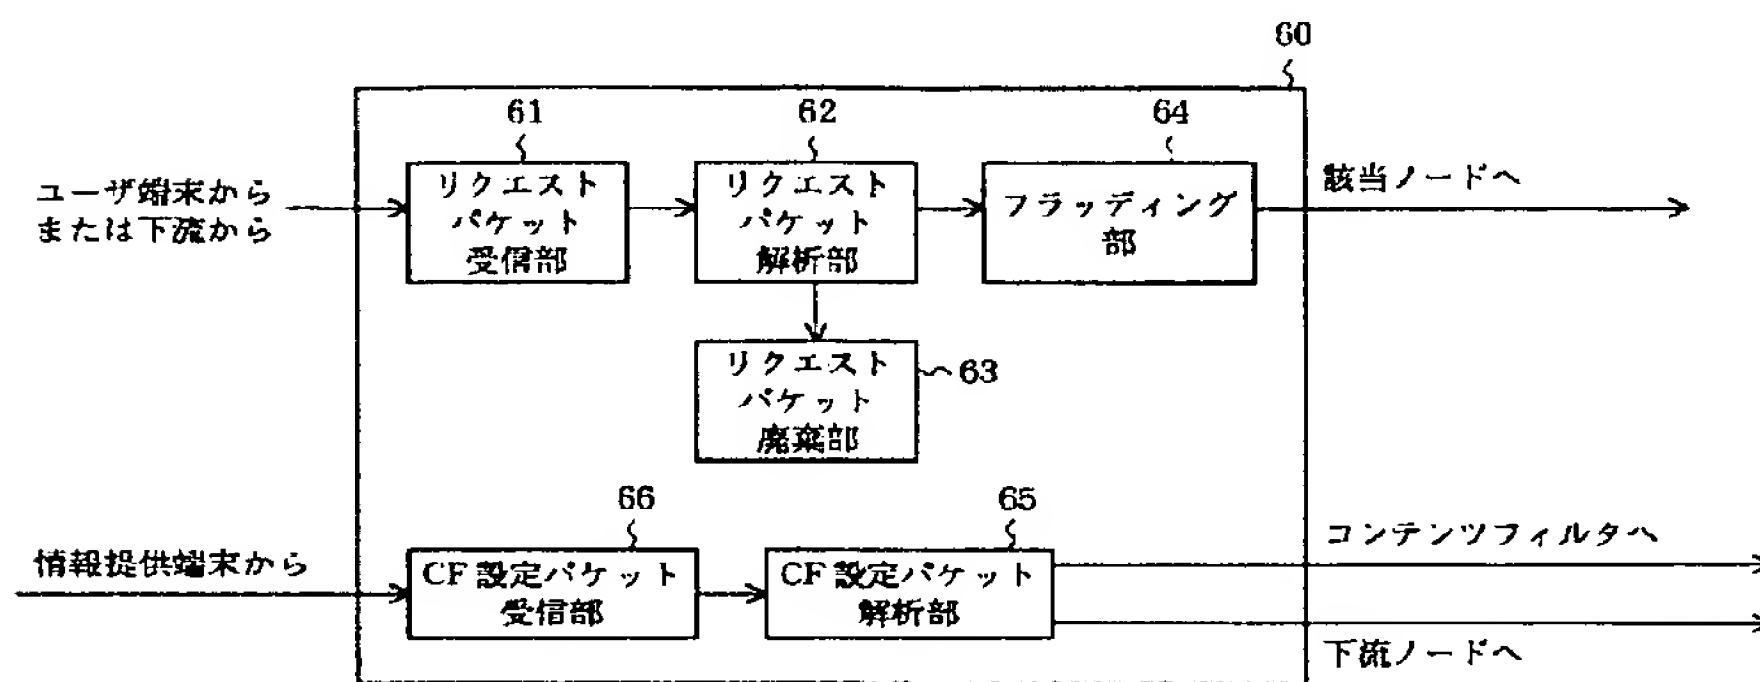 60
61
62
64
ユーザ端末から
または下流から
リクエスト
パケット
受信部
リクエスト
パケット
解析部
フラッディング
部
該当ノードへ
リクエスト
パケット
廃棄部
63
66
65
情報提供端末から
CF設定パケット
受信部
CF設定パケット
解析部
コンテンツフィルタへ
下流ノードへ